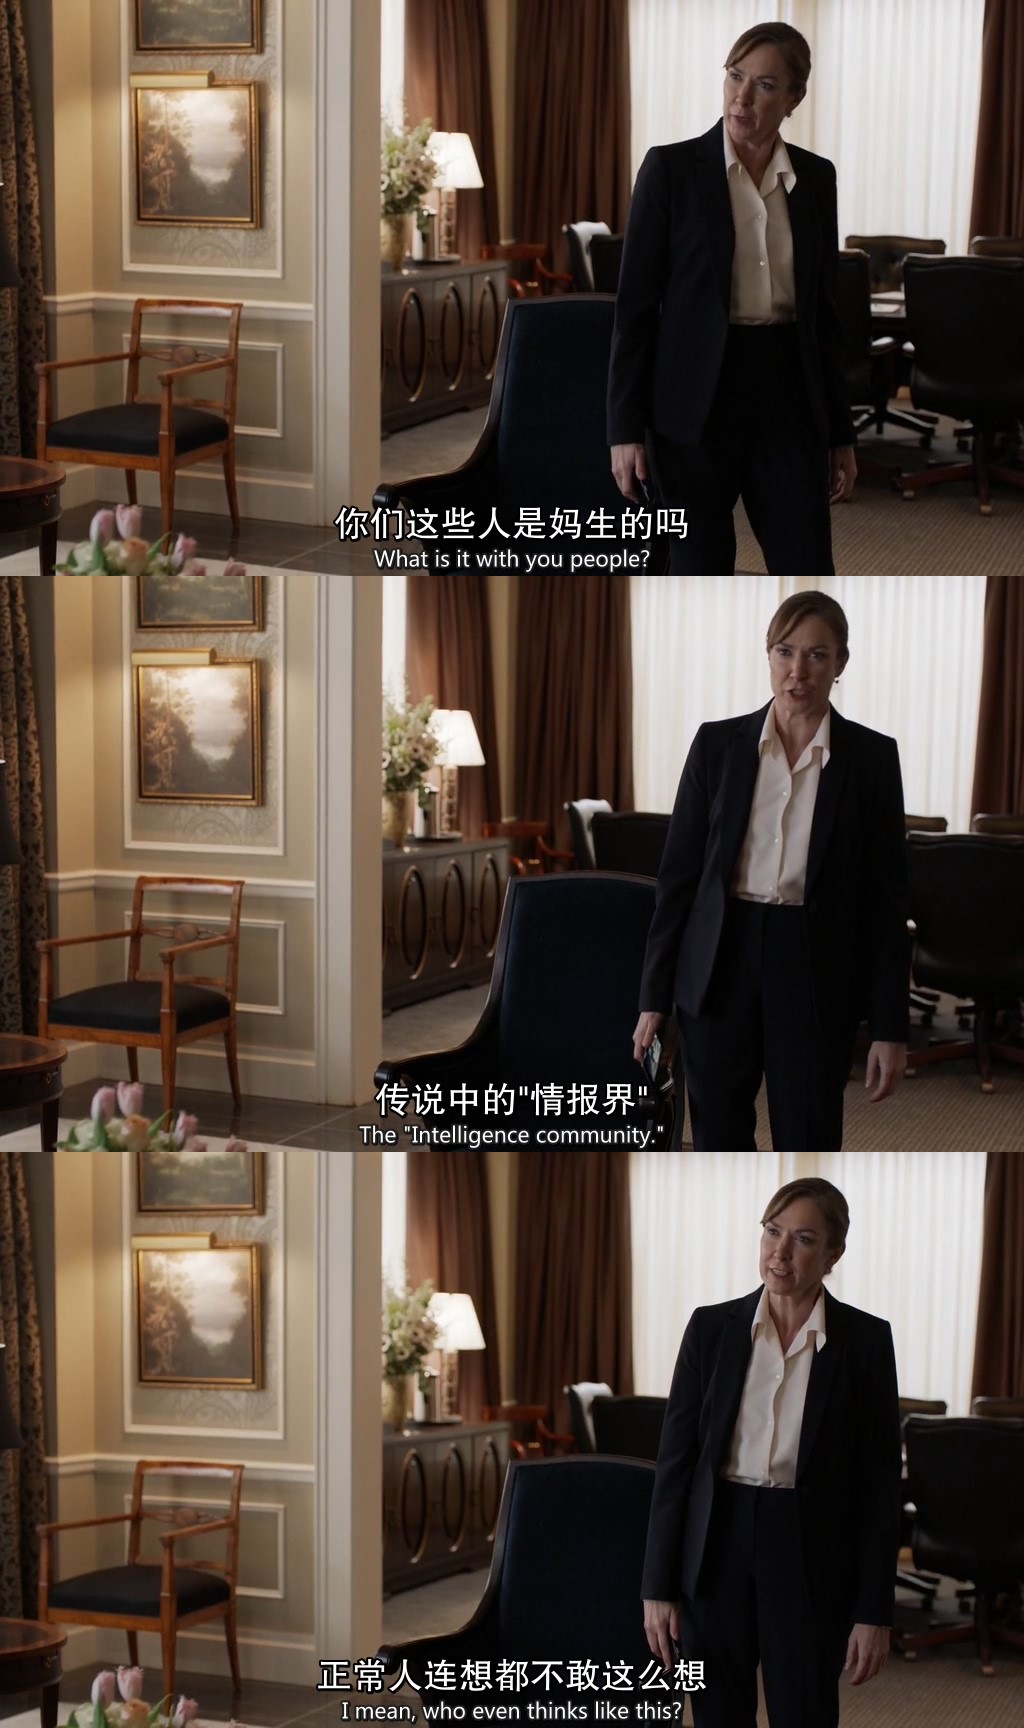 你们这些人是妈生的吗
What is it with you people?
传说中的"情报界"
The "Intelligence community."
正常人连想都不敢这么想
I mean, who even thinks like this?